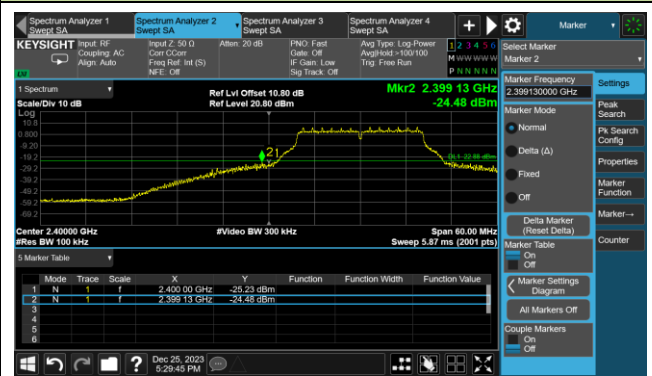 Spectrum Analyzer 1
Swept SA
Spectrum Analyzer 2
Swept SA
Spectrum Analyzer 3
Swept SA
Spectrum Analyzer 4
Swept SA
Marker
KEYSIGHT
Input: RF
Coupling: AC
Align: Auto
Input Z: 50 Ω
Corr CCorr
Freq Ref: Int (S)
NFE: Off
Atten: 20 dB
PNO: Fast
Gate: Off
IF Gain: Low
Sig Track: Off
Avg Type: Log-Power
Avg|Hold:>100/100
Trig: Free Run
1 2 3 4 5 6
M W W W W W
P N N N N N
LXI
Select Marker
Marker 2
1 Spectrum
Scale/Div 10 dB
Log
Ref Lvl Offset 10.80 dB
Ref Level 20.80 dBm
Mkr2 2.399 13 GHz
-24.48 dBm
10.8
0.800
-9.20
-19.2
-29.2
-39.2
-49.2
-59.2
-69.2
21
DL1 -22.88 dBm
Center 2.40000 GHz
#Res BW 100 kHz
#Video BW 300 kHz
Span 60.00 MHz
Sweep 5.87 ms (2001 pts)
5 Marker Table
Mode Trace Scale X Y Function Function Width Function Value
1 N 1 f 2.400 00 GHz -25.23 dBm
2 N 1 f 2.399 13 GHz -24.48 dBm
3
4
5
6
Marker Frequency
2.399130000 GHz
Marker Mode
Normal
Delta (Δ)
Fixed
Off
Delta Marker
(Reset Delta)
Marker Table
On
Off
Marker Settings
Diagram
All Markers Off
Couple Markers
On
Off
Settings
Peak
Search
Pk Search
Config
Properties
Marker
Function
Marker→
Counter
Dec 25, 2023
5:29:45 PM